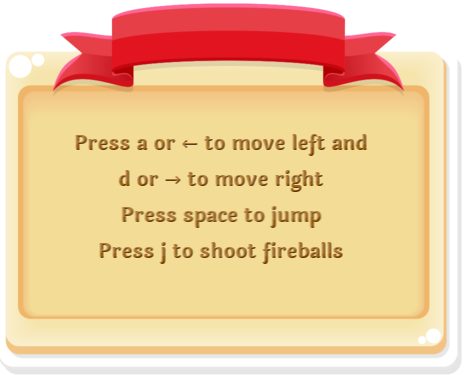 Press a or ← to move left and
d or → to move right
Press space to jump
Press j to shoot fireballs